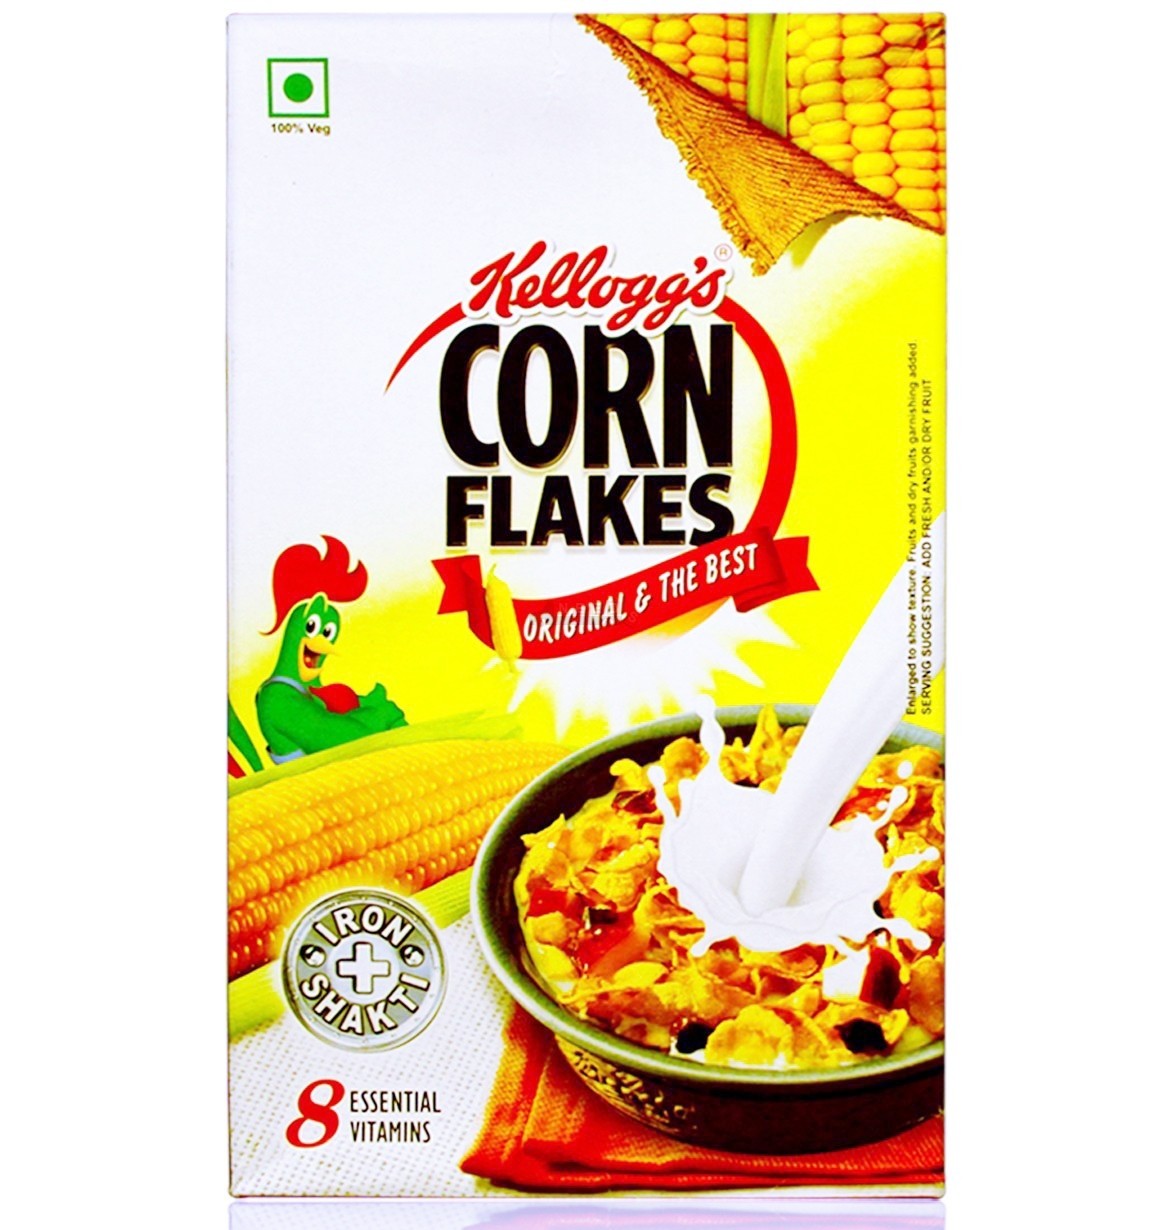 100% Veg
Kellogg's®
CORN
FLAKES
ORIGINAL & THE BEST
Enlarged to show texture. Fruits and dry fruits garnishing added.
SERVING SUGGESTION: ADD FRESH AND/OR DRY FRUIT
IRON
SHAKTI
8 ESSENTIAL
VITAMINS